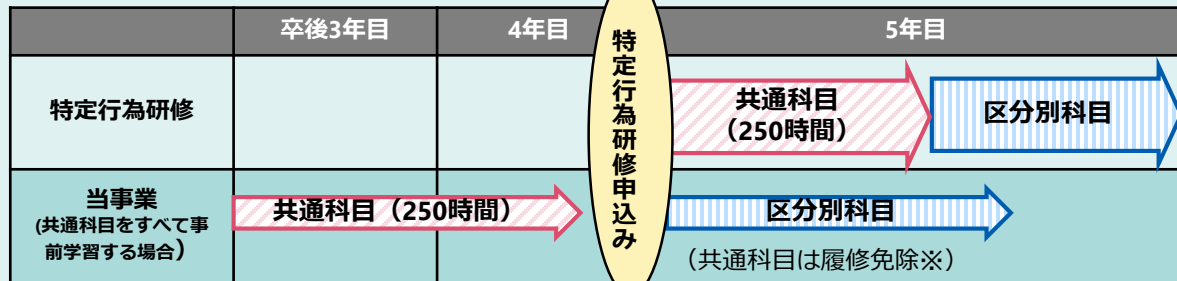 卒後3年目
4年目
5年目
特定行為研修申込み
特定行為研修
共通科目
（250時間）
区分別科目
当事業
(共通科目をすべて事
前学習する場合）
共通科目（250時間）
区分別科目
（共通科目は履修免除※）